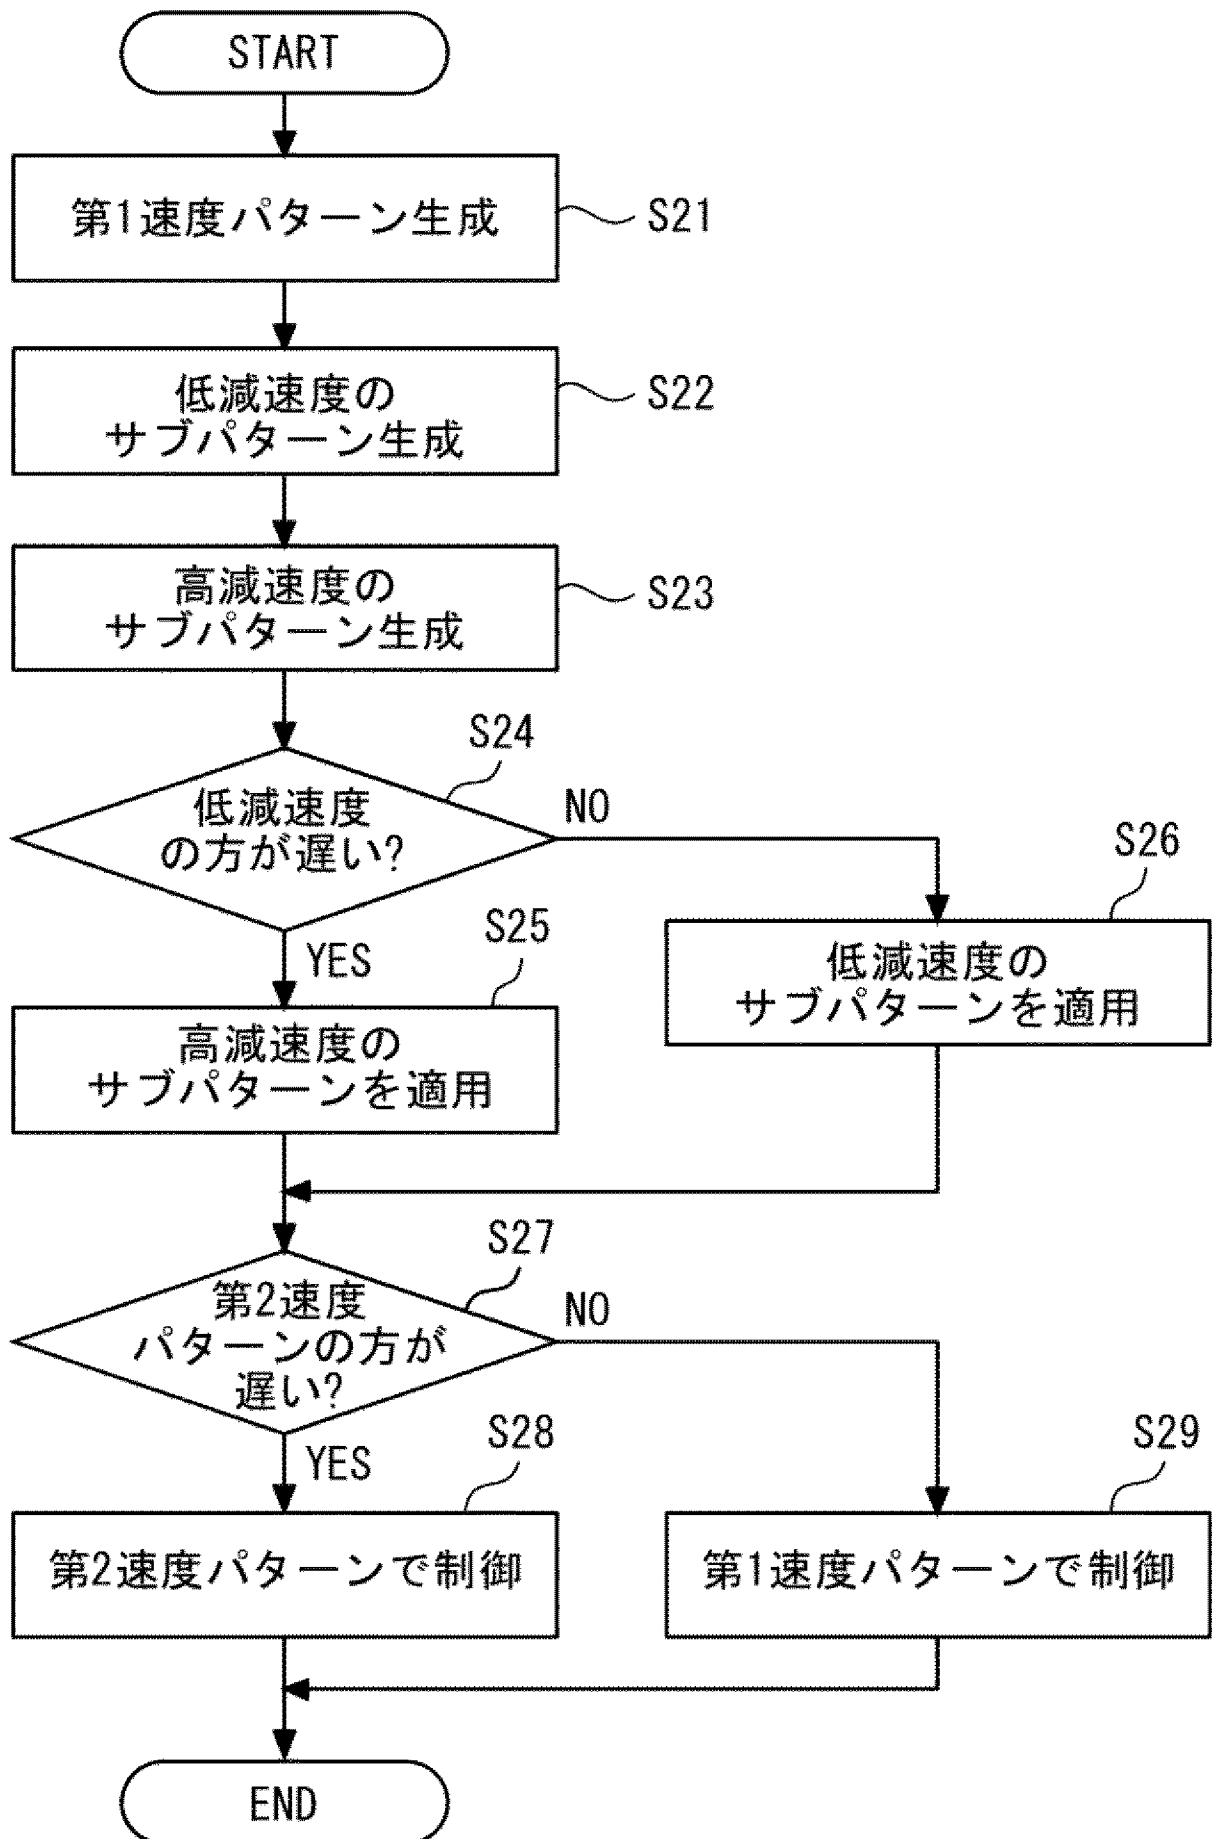 START
第1速度パターン生成
S21
低減速度の
サブパターン生成
S22
高減速度の
サブパターン生成
S23
S24
低減速度
の方が遅い?
NO
YES
S25
高減速度の
サブパターンを適用
S26
低減速度の
サブパターンを適用
S27
第2速度
パターンの方が
遅い?
NO
YES
S28
第2速度パターンで制御
S29
第1速度パターンで制御
END